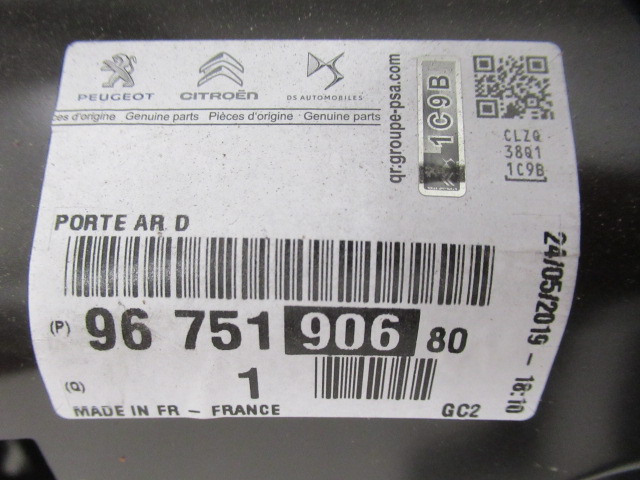 PEUGEOT CITROËN DS AUTOMOBILES
ces d'origine Genuine parts Pièces d'origine · Genuine parts
qr.groupe-psa.com
1C9B
CLZQ
38Q1
1C9B
PORTE AR D
(P) 96 751 906 80
(Q) 1
MADE IN FR – FRANCE GC2
24/05/2019 – 16:10